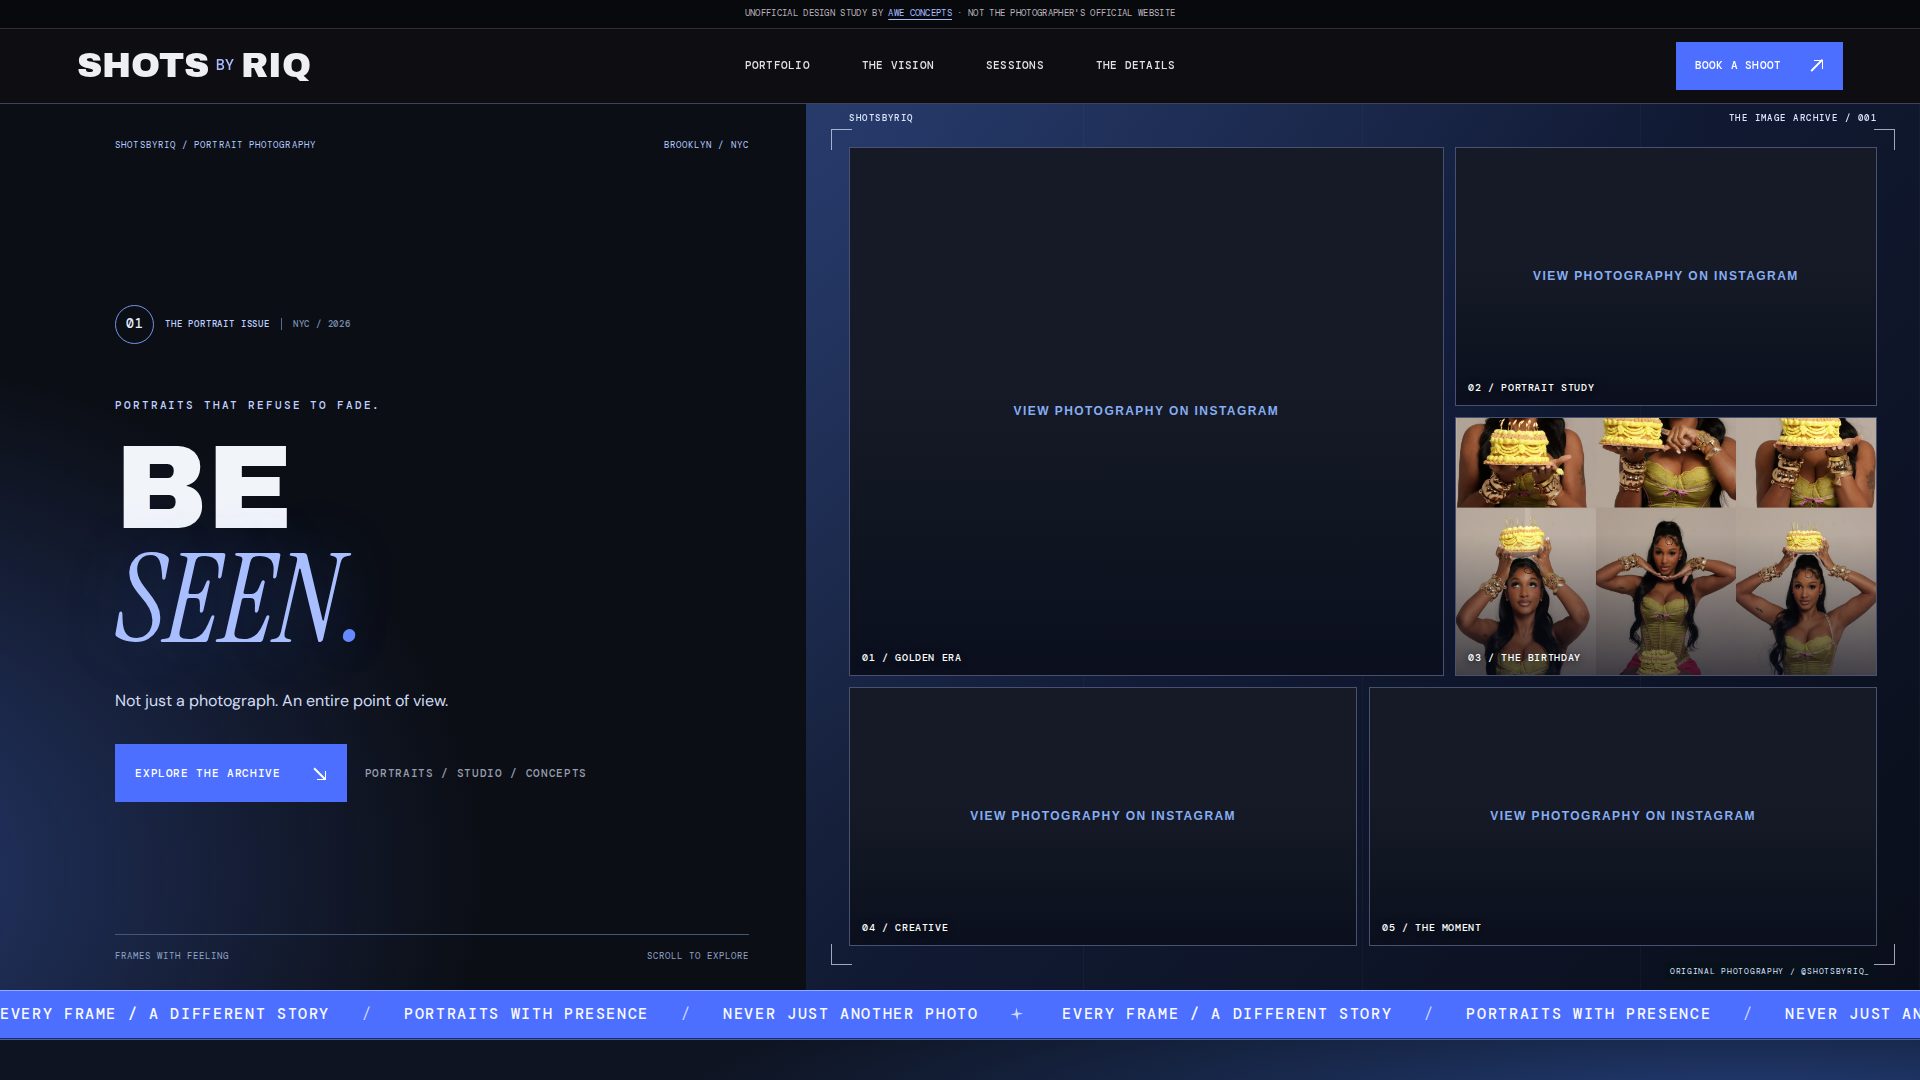 UNOFFICIAL DESIGN STUDY BY AWE CONCEPTS · NOT THE PHOTOGRAPHER'S OFFICIAL WEBSITE
SHOTS BY RIQ
PORTFOLIO
THE VISION
SESSIONS
THE DETAILS
BOOK A SHOOT
SHOTSBYRIQ / PORTRAIT PHOTOGRAPHY
BROOKLYN / NYC
01
THE PORTRAIT ISSUE | NYC / 2026
PORTRAITS THAT REFUSE TO FADE.
BE
SEEN.
Not just a photograph. An entire point of view.
EXPLORE THE ARCHIVE
PORTRAITS / STUDIO / CONCEPTS
FRAMES WITH FEELING
SCROLL TO EXPLORE
SHOTSBYRIQ
THE IMAGE ARCHIVE / 001
VIEW PHOTOGRAPHY ON INSTAGRAM
01 / GOLDEN ERA
VIEW PHOTOGRAPHY ON INSTAGRAM
02 / PORTRAIT STUDY
03 / THE BIRTHDAY
VIEW PHOTOGRAPHY ON INSTAGRAM
04 / CREATIVE
VIEW PHOTOGRAPHY ON INSTAGRAM
05 / THE MOMENT
ORIGINAL PHOTOGRAPHY / @SHOTSBYRIQ_
EVERY FRAME / A DIFFERENT STORY / PORTRAITS WITH PRESENCE / NEVER JUST ANOTHER PHOTO EVERY FRAME / A DIFFERENT STORY / PORTRAITS WITH PRESENCE / NEVER JUST AN